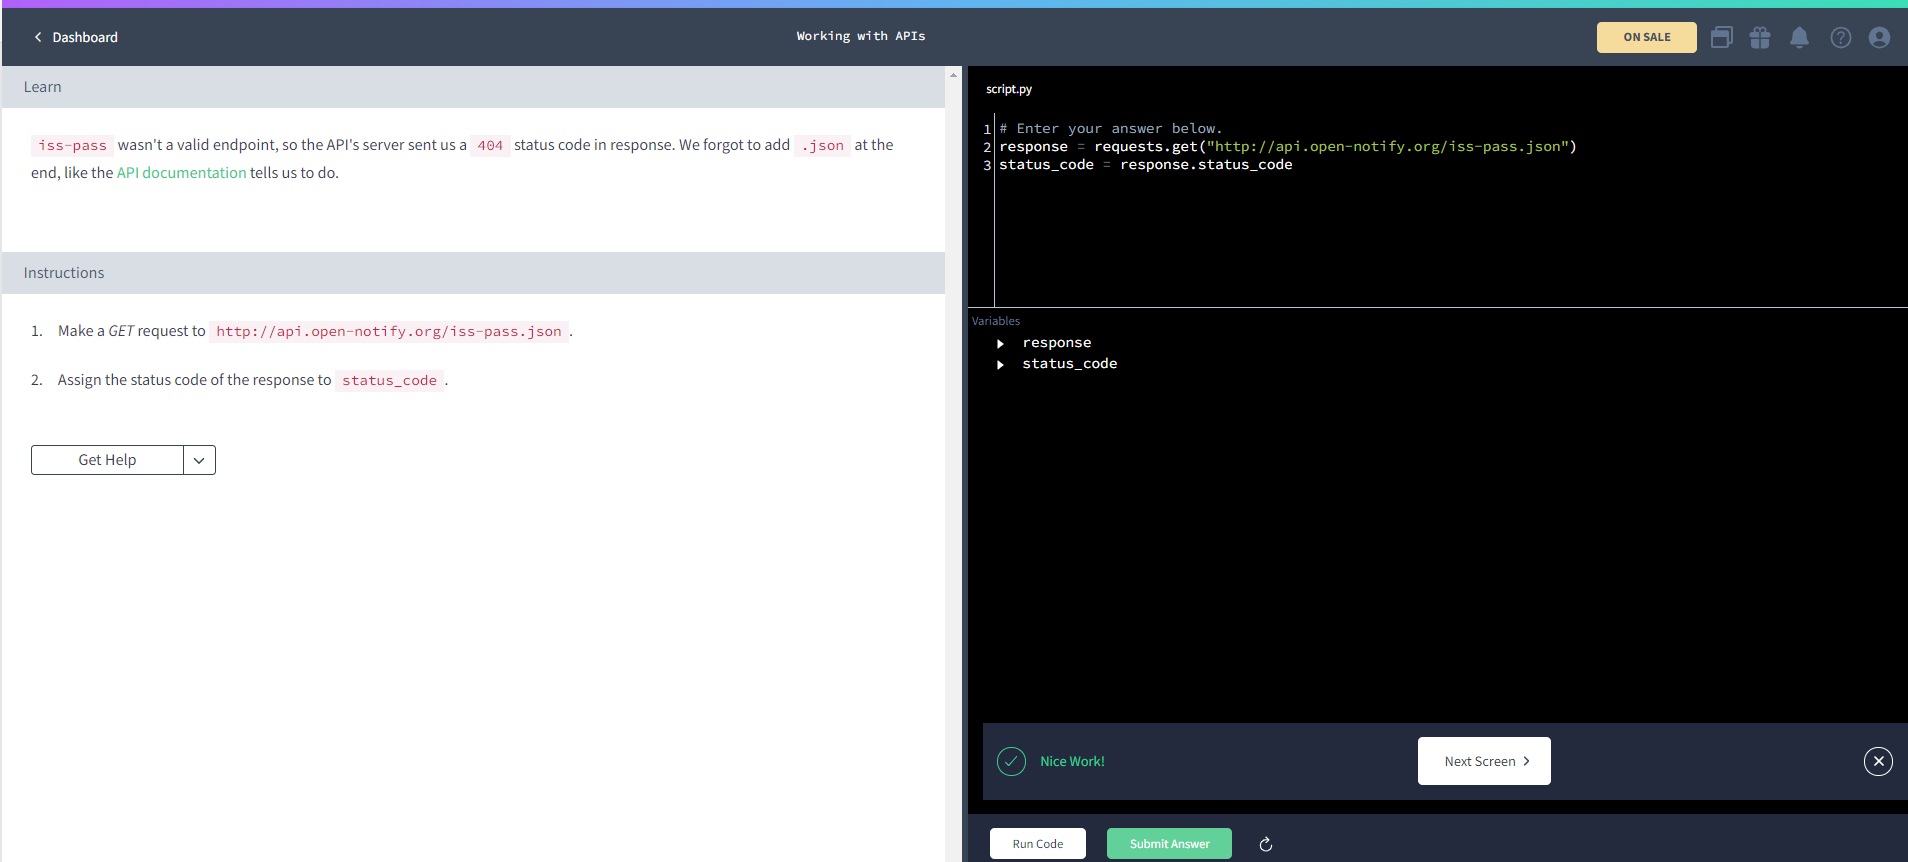 Dashboard
Working with APIs
ON SALE
Learn
iss-pass wasn't a valid endpoint, so the API's server sent us a 404 status code in response. We forgot to add .json at the
end, like the API documentation tells us to do.
Instructions
1. Make a GET request to http://api.open-notify.org/iss-pass.json .
2. Assign the status code of the response to status_code .
Get Help
script.py
1 # Enter your answer below.
2 response = requests.get("http://api.open-notify.org/iss-pass.json")
3 status_code = response.status_code
Variables
response
status_code
Nice Work!
Next Screen
Run Code
Submit Answer